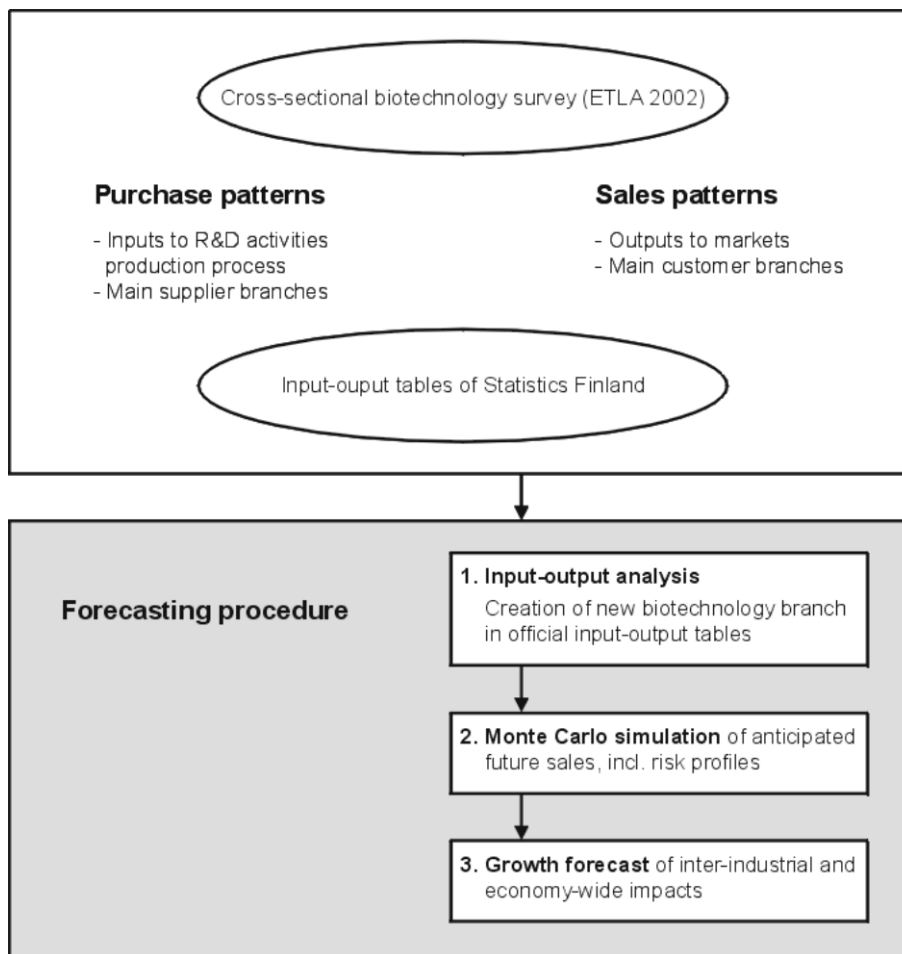 Cross-sectional biotechnology survey (ETLA 2002)
Purchase patterns
- Inputs to R&D activities
production process
- Main supplier branches
Sales patterns
- Outputs to markets
- Main customer branches
Input-ouput tables of Statistics Finland
Forecasting procedure
1. Input-output analysis
Creation of new biotechnology branch
in official input-output tables
2. Monte Carlo simulation of anticipated
future sales, incl. risk profiles
3. Growth forecast of inter-industrial and
economy-wide impacts